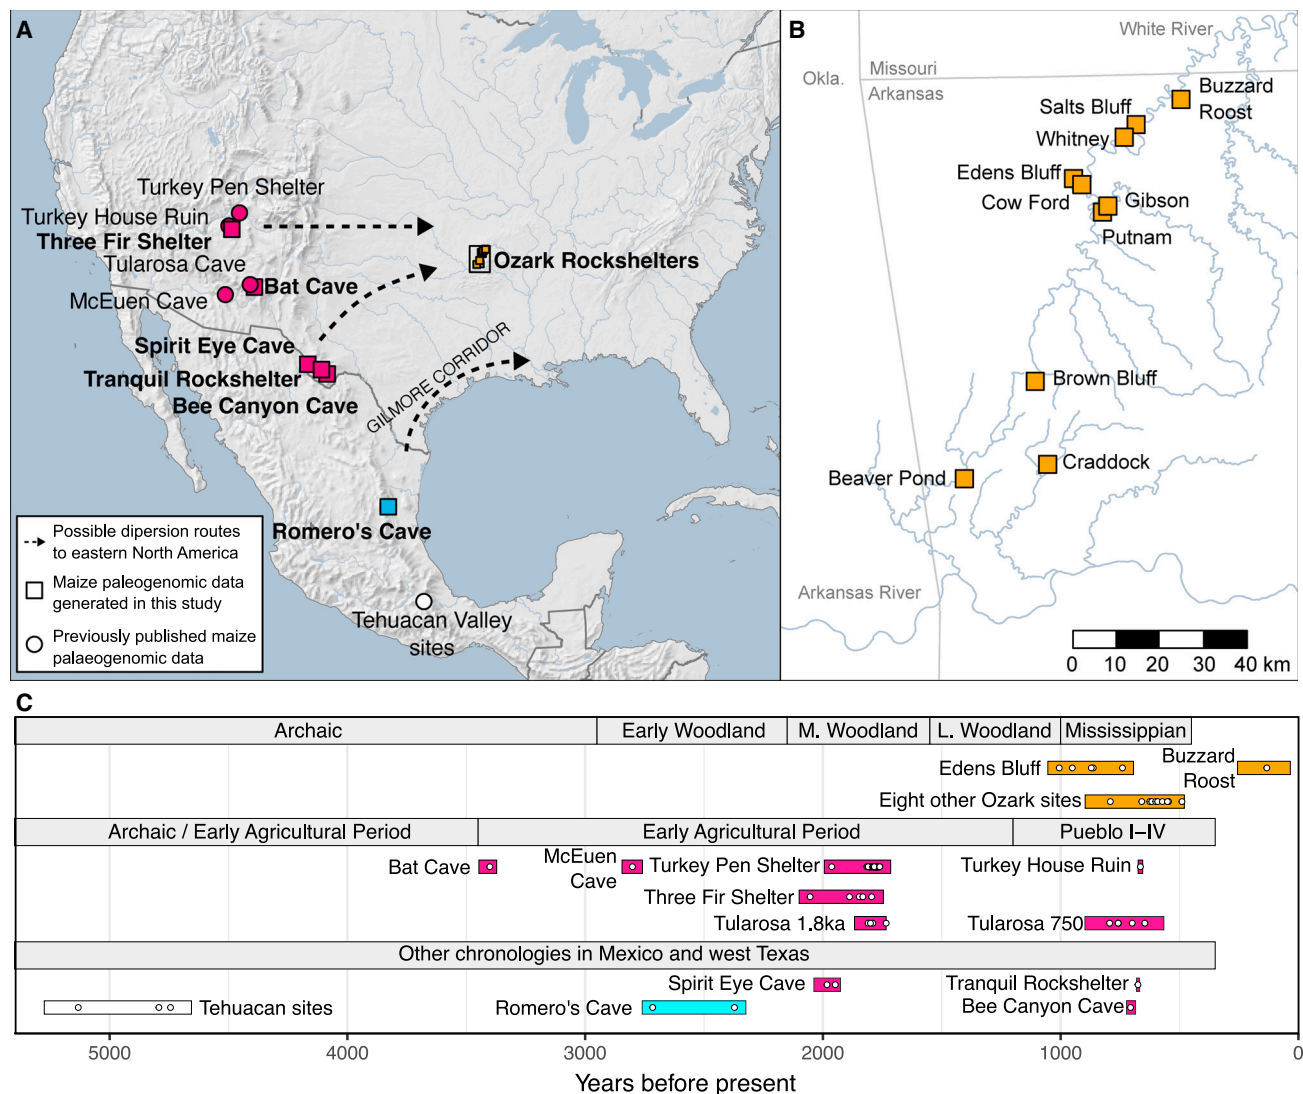 A
Turkey Pen Shelter
Turkey House Ruin
Three Fir Shelter
Tularosa Cave
Bat Cave
McEuen Cave
Ozark Rockshelters
Spirit Eye Cave
Tranquil Rockshelter
Bee Canyon Cave
GILMORE CORRIDOR
Romero's Cave
Tehuacan Valley
sites
Possible dipersion routes
to eastern North America
Maize paleogenomic data
generated in this study
Previously published maize
palaeogenomic data
B
White River
Okla.
Missouri
Arkansas
Buzzard
Roost
Salts Bluff
Whitney
Edens Bluff
Cow Ford
Gibson
Putnam
Brown Bluff
Craddock
Beaver Pond
Arkansas River
0 10 20 30 40 km
C
Archaic Early Woodland M. Woodland L. Woodland Mississippian
Edens Bluff
Buzzard
Roost
Eight other Ozark sites
Archaic / Early Agricultural Period Early Agricultural Period Pueblo I–IV
Bat Cave
McEuen
Cave
Turkey Pen Shelter
Turkey House Ruin
Three Fir Shelter
Tularosa 1.8ka
Tularosa 750
Other chronologies in Mexico and west Texas
Spirit Eye Cave
Tranquil Rockshelter
Tehuacan sites
Romero's Cave
Bee Canyon Cave
5000 4000 3000 2000 1000 0
Years before present